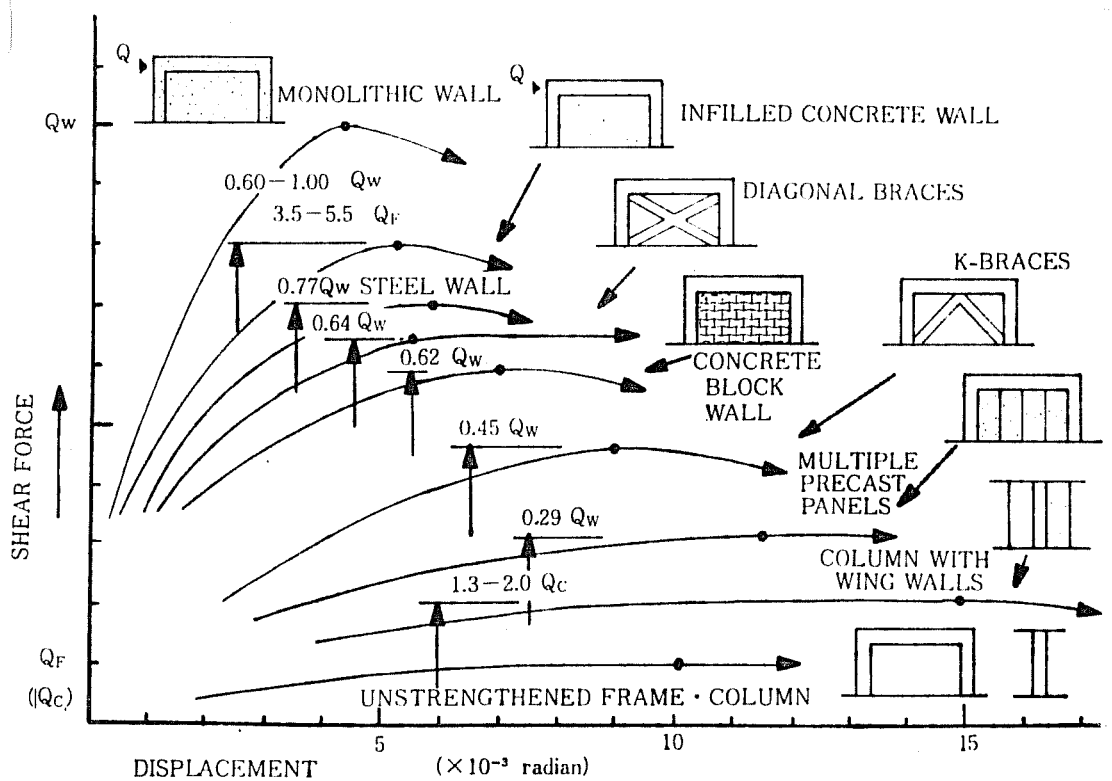 Q
MONOLITHIC WALL
Q
INFILLED CONCRETE WALL
Qw
0.60−1.00 Qw
3.5−5.5 QF
DIAGONAL BRACES
K-BRACES
0.77Qw STEEL WALL
0.64 Qw
0.62 Qw
CONCRETE
BLOCK
WALL
0.45 Qw
MULTIPLE
PRECAST
PANELS
0.29 Qw
COLUMN WITH
WING WALLS
1.3−2.0 QC
SHEAR FORCE
QF
(|QC)
UNSTRENGTHENED FRAME・COLUMN
5
10
15
DISPLACEMENT
(×10⁻³ radian)